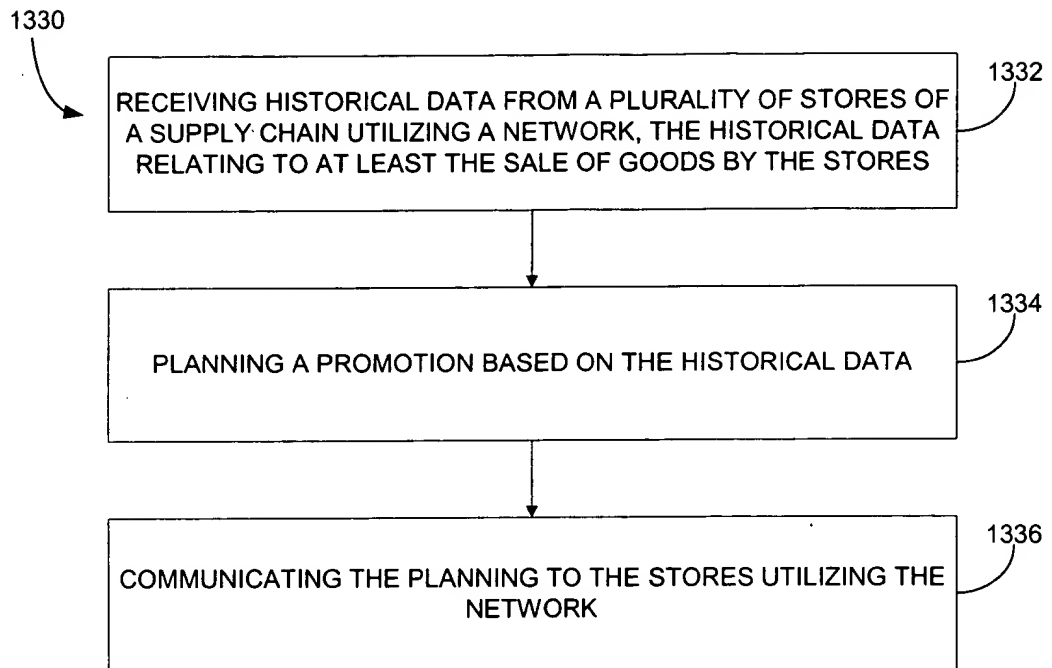 1330
1332
RECEIVING HISTORICAL DATA FROM A PLURALITY OF STORES OF
A SUPPLY CHAIN UTILIZING A NETWORK, THE HISTORICAL DATA
RELATING TO AT LEAST THE SALE OF GOODS BY THE STORES
1334
PLANNING A PROMOTION BASED ON THE HISTORICAL DATA
1336
COMMUNICATING THE PLANNING TO THE STORES UTILIZING THE
NETWORK